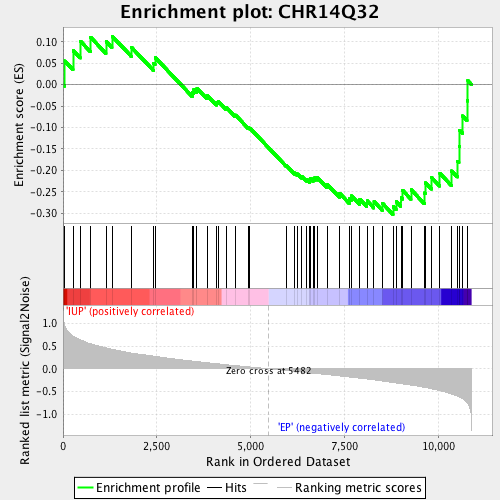 Enrichment plot: CHR14Q32
Enrichment score (ES)
0.10
0.05
0.00
-0.05
-0.10
-0.15
-0.20
-0.25
-0.30
'IUP' (positively correlated)
Ranked list metric (Signal2Noise)
1.0
0.5
0.0
-0.5
-1.0
Zero cross at 5482
'EP' (negatively correlated)
0
2,500
5,000
7,500
10,000
Rank in Ordered Dataset
Enrichment profile
Hits
Ranking metric scores